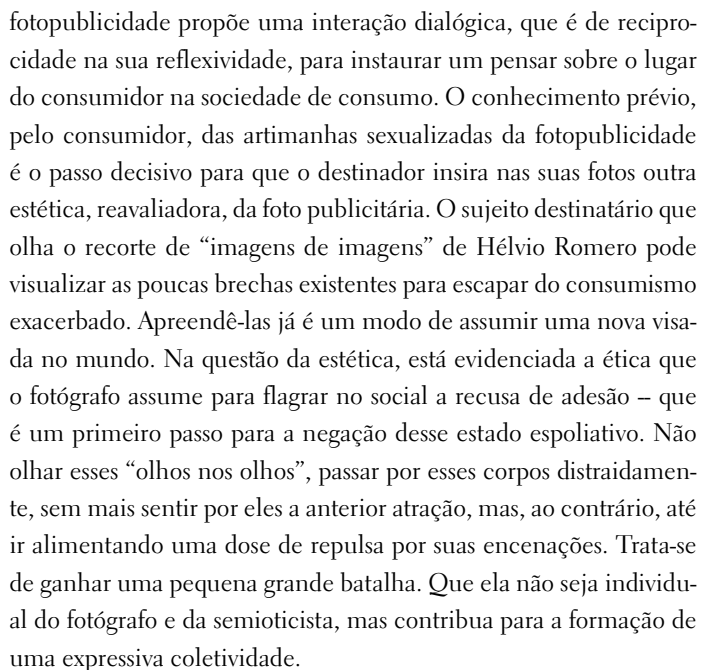 fotopublicidade propõe uma interação dialógica, que é de recipro-
cidade na sua reflexividade, para instaurar um pensar sobre o lugar
do consumidor na sociedade de consumo. O conhecimento prévio,
pelo consumidor, das artimanhas sexualizadas da fotopublicidade
é o passo decisivo para que o destinador insira nas suas fotos outra
estética, reavaliadora, da foto publicitária. O sujeito destinatário que
olha o recorte de “imagens de imagens” de Hélvio Romero pode
visualizar as poucas brechas existentes para escapar do consumismo
exacerbado. Apreendê-las já é um modo de assumir uma nova visa-
da no mundo. Na questão da estética, está evidenciada a ética que
o fotógrafo assume para flagrar no social a recusa de adesão – que
é um primeiro passo para a negação desse estado espoliativo. Não
olhar esses “olhos nos olhos”, passar por esses corpos distraidamen-
te, sem mais sentir por eles a anterior atração, mas, ao contrário, até
ir alimentando uma dose de repulsa por suas encenações. Trata-se
de ganhar uma pequena grande batalha. Que ela não seja individu-
al do fotógrafo e da semioticista, mas contribua para a formação de
uma expressiva coletividade.